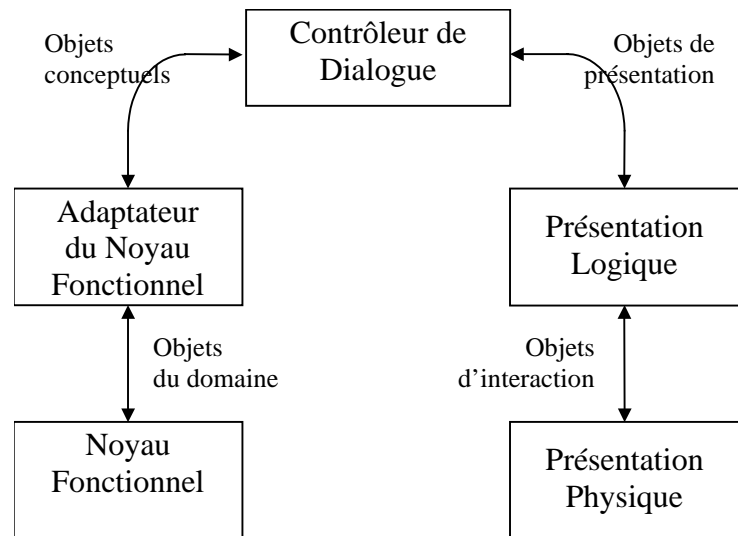 Objets
conceptuels
Contrôleur de
Dialogue
Objets de
présentation
Adaptateur
du Noyau
Fonctionnel
Présentation
Logique
Objets
du domaine
Objets
d’interaction
Noyau
Fonctionnel
Présentation
Physique